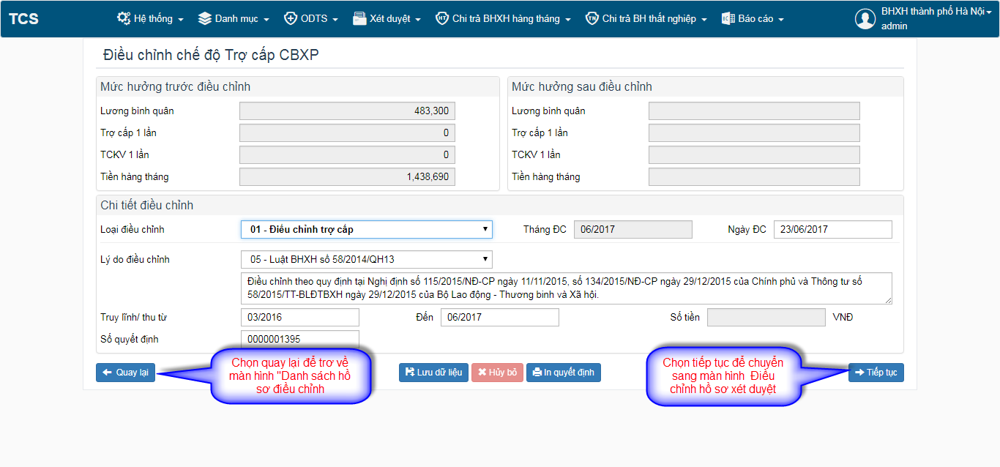 TCS
Hệ thống
Danh mục
ODTS
Xét duyệt
Chi trả BHXH hàng tháng
Chi trả BH thất nghiệp
Báo cáo
BHXH thành phố Hà Nội
admin
Điều chỉnh chế độ Trợ cấp CBXP
Mức hưởng trước điều chỉnh
Lương bình quân 483,300
Trợ cấp 1 lần 0
TCKV 1 lần 0
Tiền hàng tháng 1,438,690
Mức hưởng sau điều chỉnh
Lương bình quân
Trợ cấp 1 lần
TCKV 1 lần
Tiền hàng tháng
Chi tiết điều chỉnh
Loại điều chỉnh 01 - Điều chỉnh trợ cấp Tháng ĐC 06/2017 Ngày ĐC 23/06/2017
Lý do điều chỉnh 05 - Luật BHXH số 58/2014/QH13
Điều chỉnh theo quy định tại Nghị định số 115/2015/NĐ-CP ngày 11/11/2015, số 134/2015/NĐ-CP ngày 29/12/2015 của Chính phủ và Thông tư số
58/2015/TT-BLĐTBXH ngày 29/12/2015 của Bộ Lao động - Thương binh và Xã hội.
Truy lĩnh/ thu từ 03/2016 Đến 06/2017 Số tiền VNĐ
Số quyết định 0000001395
Quay lại
Chọn quay lại để trơ về
màn hình "Danh sách hồ
sơ điều chỉnh
Lưu dữ liệu
Hủy bỏ
In quyết định
Chọn tiếp tục để chuyển
sang màn hình Điều
chỉnh hồ sơ xét duyệt
Tiếp tục